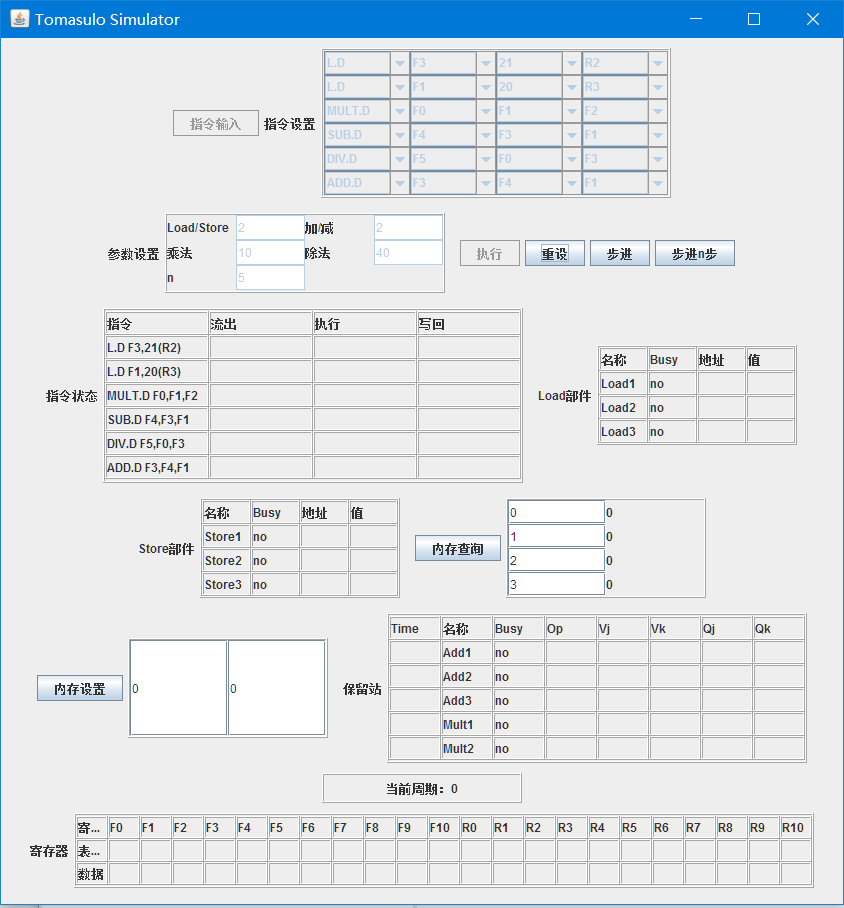 Tomasulo Simulator
L.D F3 21 R2
L.D F1 20 R3
MULT.D F0 F1 F2
指令输入 指令设置
SUB.D F4 F3 F1
DIV.D F5 F0 F3
ADD.D F3 F4 F1
Load/Store 2 加/减 2
参数设置 乘法 10 除法 40 执行 重设 步进 步进n步
n 5
指令 流出 执行 写回
L.D F3,21(R2)
L.D F1,20(R3)
指令状态 MULT.D F0,F1,F2
SUB.D F4,F3,F1
DIV.D F5,F0,F3
ADD.D F3,F4,F1
名称 Busy 地址 值
Load1 no
Load部件
Load2 no
Load3 no
名称 Busy 地址 值
Store1 no
Store部件
Store2 no
Store3 no
内存查询
0 0
1 0
2 0
3 0
内存设置 0 0
保留站
Time 名称 Busy Op Vj Vk Qj Qk
Add1 no
Add2 no
Add3 no
Mult1 no
Mult2 no
当前周期：0
寄... F0 F1 F2 F3 F4 F5 F6 F7 F8 F9 F10 R0 R1 R2 R3 R4 R5 R6 R7 R8 R9 R10
寄存器 表...
数据